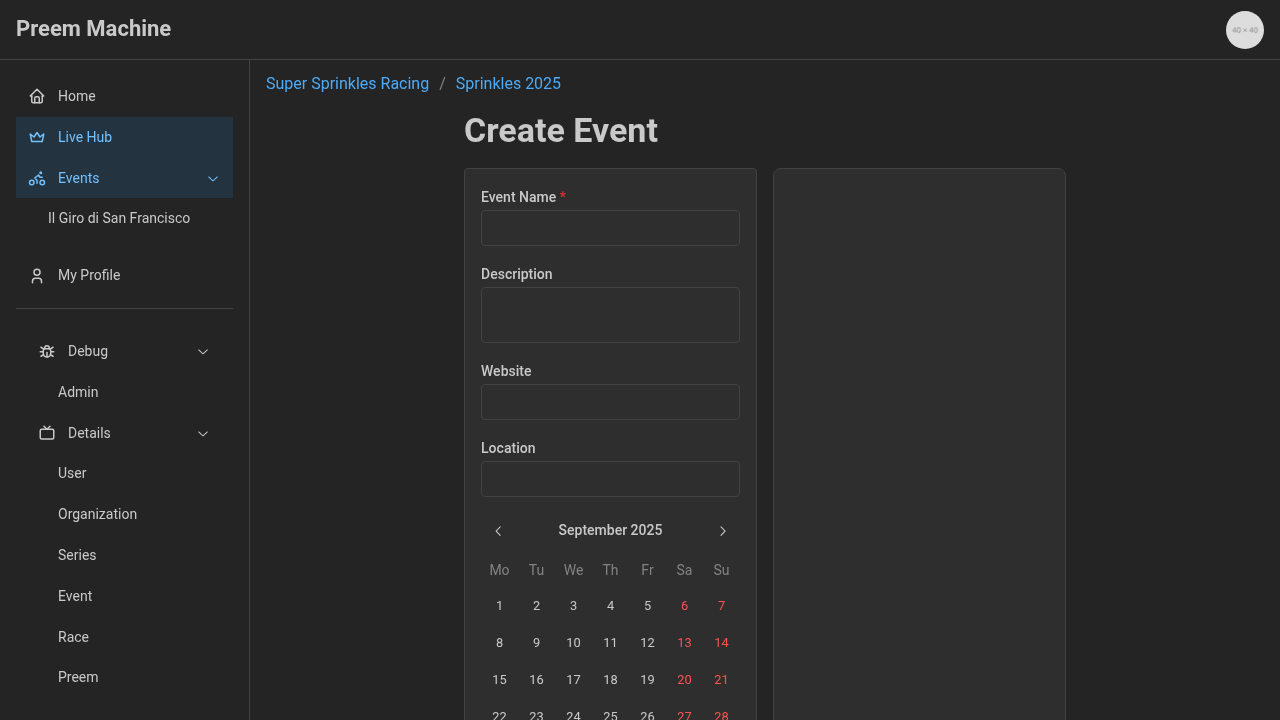 Preem Machine
40 × 40
Home
Live Hub
Events
Il Giro di San Francisco
My Profile
Debug
Admin
Details
User
Organization
Series
Event
Race
Preem
Super Sprinkles Racing / Sprinkles 2025
Create Event
Event Name *
Description
Website
Location
September 2025
Mo Tu We Th Fr Sa Su
1 2 3 4 5 6 7
8 9 10 11 12 13 14
15 16 17 18 19 20 21
22 23 24 25 26 27 28